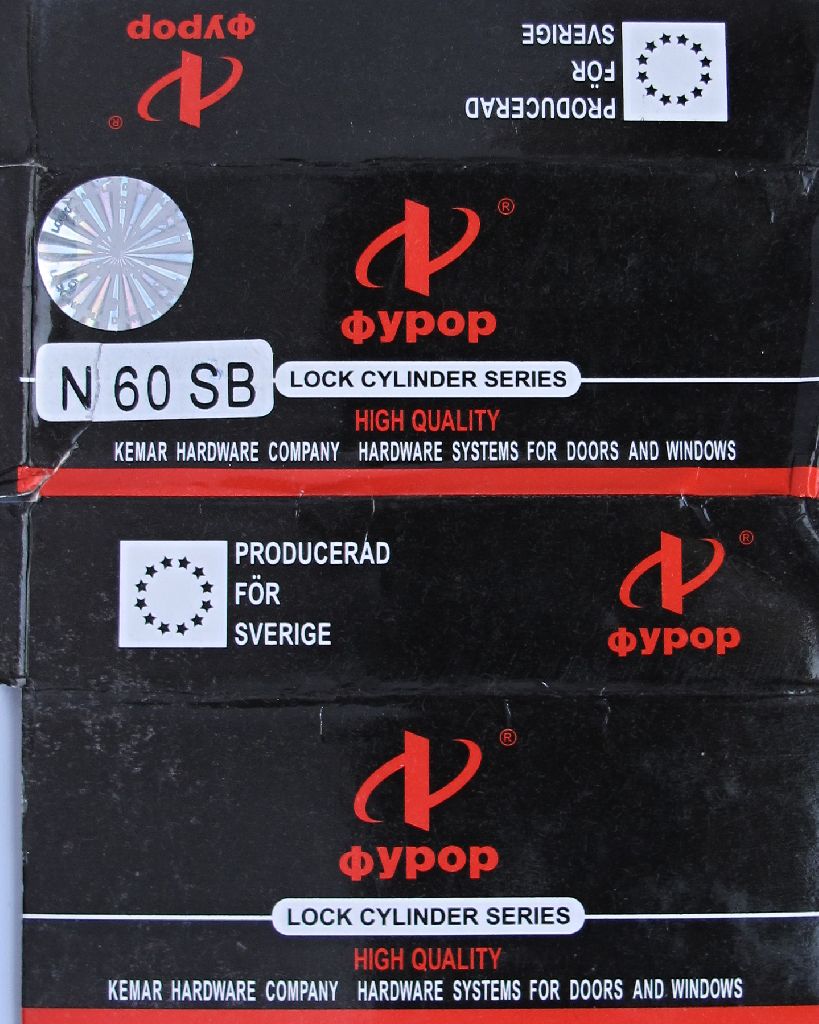 фурор
®
PRODUCERAD
FÖR
SVERIGE
®
фурор
N 60 SB
LOCK CYLINDER SERIES
HIGH QUALITY
KEMAR HARDWARE COMPANY HARDWARE SYSTEMS FOR DOORS AND WINDOWS
PRODUCERAD
FÖR
SVERIGE
®
фурор
®
фурор
LOCK CYLINDER SERIES
HIGH QUALITY
KEMAR HARDWARE COMPANY HARDWARE SYSTEMS FOR DOORS AND WINDOWS